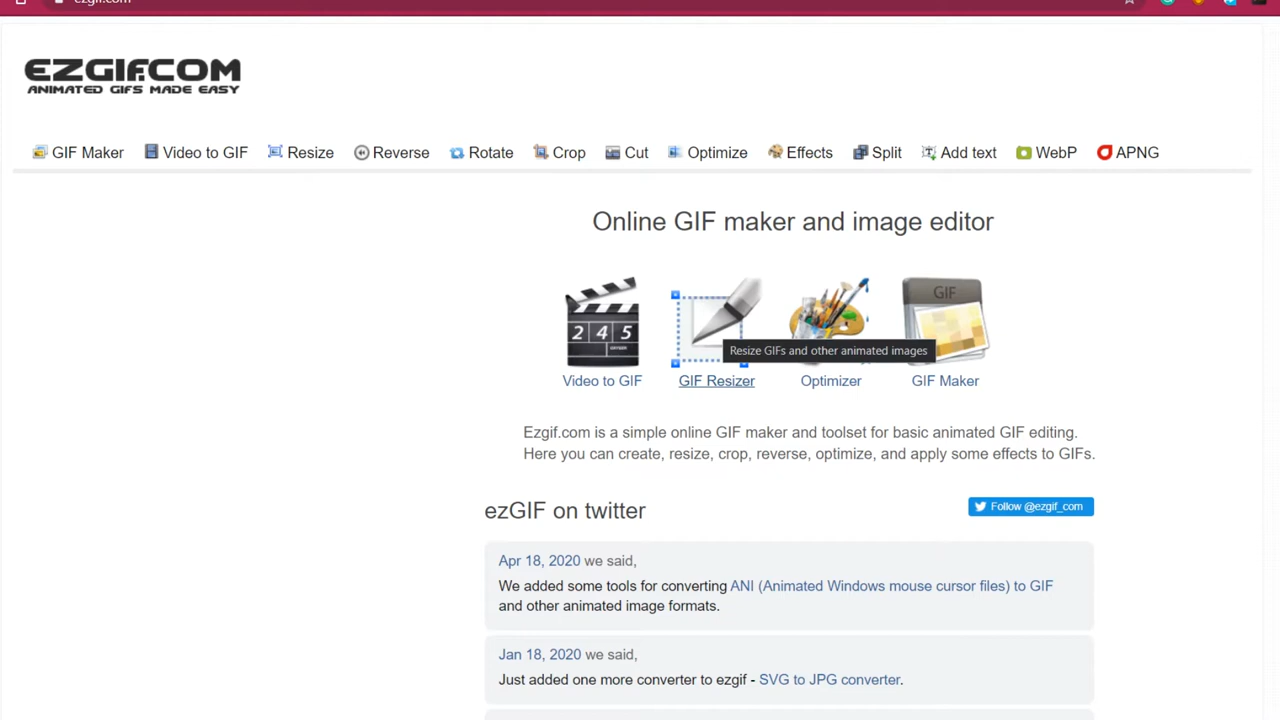 ezgif.com
EZGIF.COM
ANIMATED GIFS MADE EASY
GIF Maker Video to GIF Resize Reverse Rotate Crop Cut Optimize Effects Split Add text WebP APNG
Online GIF maker and image editor
2 4 5
GIF
Resize GIFs and other animated images
Video to GIF GIF Resizer Optimizer GIF Maker
Ezgif.com is a simple online GIF maker and toolset for basic animated GIF editing.
Here you can create, resize, crop, reverse, optimize, and apply some effects to GIFs.
ezGIF on twitter
Follow @ezgif_com
Apr 18, 2020 we said,
We added some tools for converting ANI (Animated Windows mouse cursor files) to GIF
and other animated image formats.
Jan 18, 2020 we said,
Just added one more converter to ezgif - SVG to JPG converter.